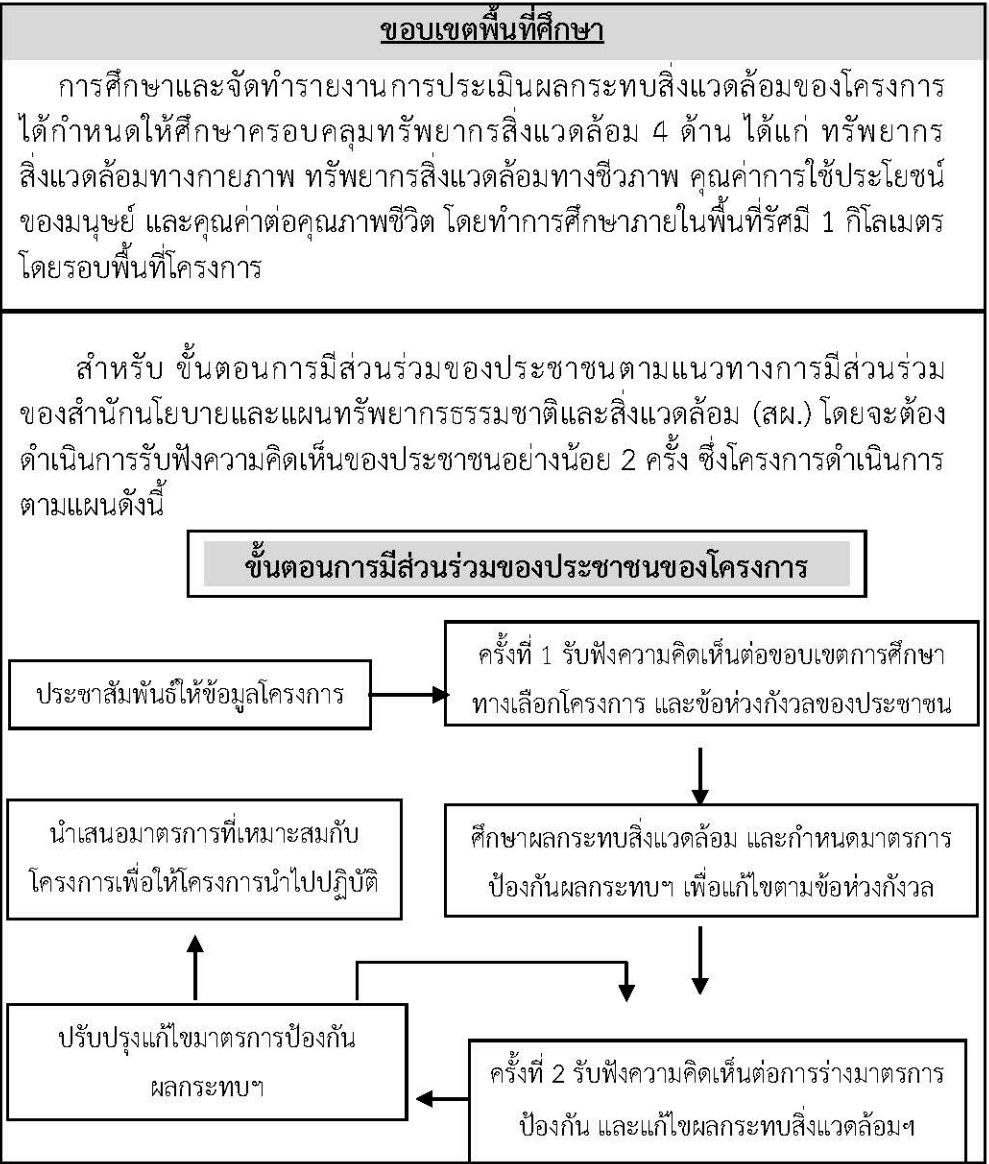 ขอบเขตพื้นที่ศึกษา
การศึกษาและจัดทำรายงานการประเมินผลกระทบสิ่งแวดล้อมของโครงการ
ได้กำหนดให้ศึกษาครอบคลุมทรัพยากรสิ่งแวดล้อม 4 ด้าน ได้แก่ ทรัพยากร
สิ่งแวดล้อมทางกายภาพ ทรัพยากรสิ่งแวดล้อมทางชีวภาพ คุณค่าการใช้ประโยชน์
ของมนุษย์ และคุณค่าต่อคุณภาพชีวิต โดยทำการศึกษาภายในพื้นที่รัศมี 1 กิโลเมตร
โดยรอบพื้นที่โครงการ
สำหรับ ขั้นตอนการมีส่วนร่วมของประชาชนตามแนวทางการมีส่วนร่วม
ของสำนักนโยบายและแผนทรัพยากรธรรมชาติและสิ่งแวดล้อม (สผ.) โดยจะต้อง
ดำเนินการรับฟังความคิดเห็นของประชาชนอย่างน้อย 2 ครั้ง ซึ่งโครงการดำเนินการ
ตามแผนดังนี้
ขั้นตอนการมีส่วนร่วมของประชาชนของโครงการ
ประชาสัมพันธ์ให้ข้อมูลโครงการ
ครั้งที่ 1 รับฟังความคิดเห็นต่อขอบเขตการศึกษา
ทางเลือกโครงการ และข้อห่วงกังวลของประชาชน
ศึกษาผลกระทบสิ่งแวดล้อม และกำหนดมาตรการ
ป้องกันผลกระทบฯ เพื่อแก้ไขตามข้อห่วงกังวล
ครั้งที่ 2 รับฟังความคิดเห็นต่อการร่างมาตรการ
ป้องกัน และแก้ไขผลกระทบสิ่งแวดล้อมฯ
ปรับปรุงแก้ไขมาตรการป้องกัน
ผลกระทบฯ
นำเสนอมาตรการที่เหมาะสมกับ
โครงการเพื่อให้โครงการนำไปปฏิบัติ